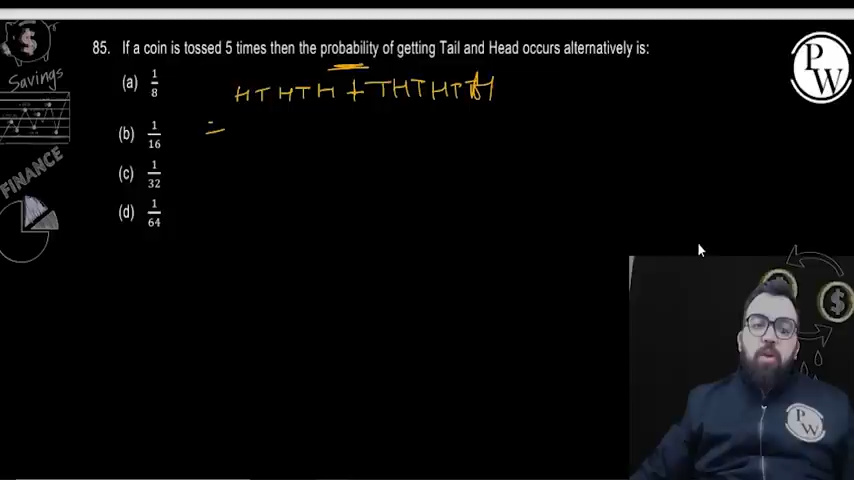 Savings
FINANCE
85. If a coin is tossed 5 times then the probability of getting Tail and Head occurs alternatively is:
(a) 1/8
(b) 1/16
(c) 1/32
(d) 1/64
HTHTH + THTHT
=
PW
PW